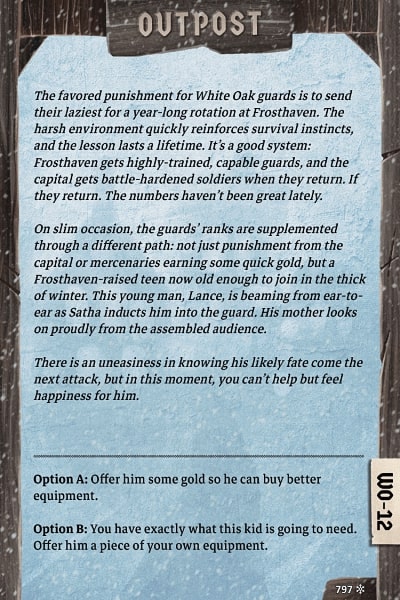 OUTPOST
The favored punishment for White Oak guards is to send
their laziest for a year-long rotation at Frosthaven. The
harsh environment quickly reinforces survival instincts,
and the lesson lasts a lifetime. It's a good system:
Frosthaven gets highly-trained, capable guards, and the
capital gets battle-hardened soldiers when they return. If
they return. The numbers haven't been great lately.
On slim occasion, the guards' ranks are supplemented
through a different path: not just punishment from the
capital or mercenaries earning some quick gold, but a
Frosthaven-raised teen now old enough to join in the thick
of winter. This young man, Lance, is beaming from ear-to-
ear as Satha inducts him into the guard. His mother looks
on proudly from the assembled audience.
There is an uneasiness in knowing his likely fate come the
next attack, but in this moment, you can't help but feel
happiness for him.
Option A: Offer him some gold so he can buy better
equipment.
Option B: You have exactly what this kid is going to need.
Offer him a piece of your own equipment.
WO-12
797